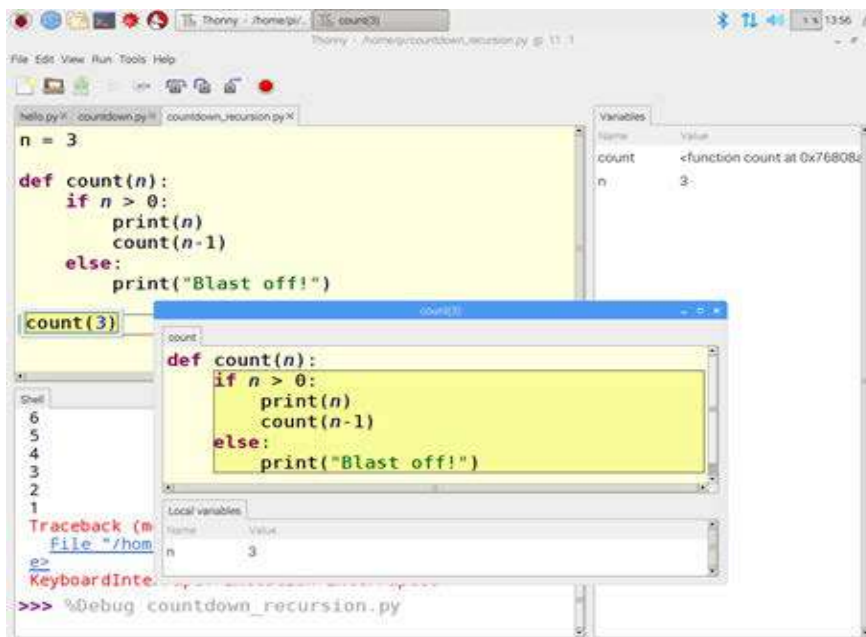 Thonny - /home/pi/.
count(3)
1 % 13:56
Thonny - /home/pi/countdown_recursion.py @ 11 : 1
File Edit View Run Tools Help
hello.py × countdown.py × countdown_recursion.py ×
n = 3
def count(n):
if n > 0:
print(n)
count(n-1)
else:
print("Blast off!")
count(3)
Variables
Name Value
count <function count at 0x76808a
n 3
count(3)
count
def count(n):
if n > 0:
print(n)
count(n-1)
else:
print("Blast off!")
Local variables
Name Value
n 3
Shell
6
5
4
3
2
1
Traceback (m
File "/hom
e>
KeyboardInte
>>> %Debug countdown_recursion.py